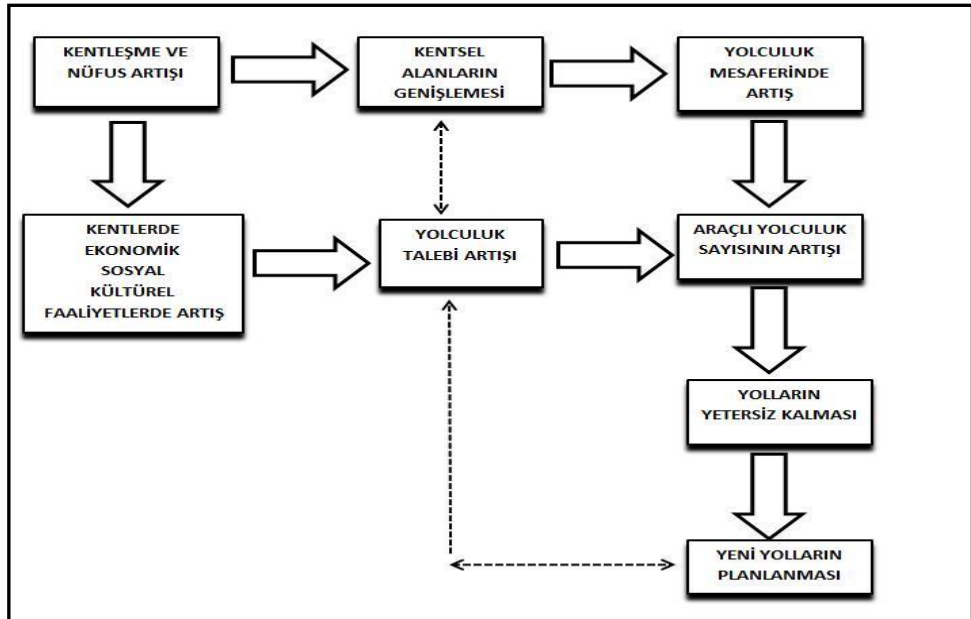 KENTLEŞME VE
NÜFUS ARTIŞI
KENTSEL
ALANLARIN
GENİŞLEMESİ
YOLCULUK
MESAFERİNDE
ARTIŞ
KENTLERDE
EKONOMİK
SOSYAL
KÜLTÜREL
FAALİYETLERDE ARTIŞ
YOLCULUK
TALEBİ ARTIŞI
ARAÇLI YOLCULUK
SAYISININ ARTIŞI
YOLLARIN
YETERSİZ KALMASI
YENİ YOLLARIN
PLANLANMASI